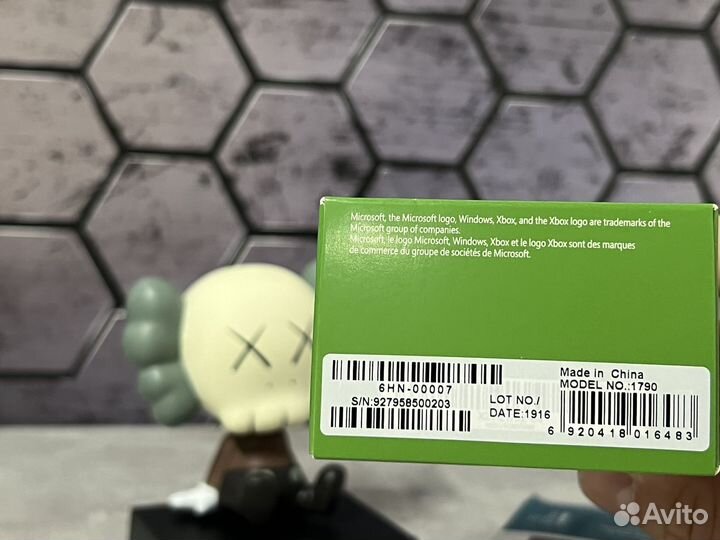 Microsoft, the Microsoft logo, Windows, Xbox, and the Xbox logo are trademarks of the
Microsoft group of companies.
Microsoft, le logo Microsoft, Windows, Xbox et le logo Xbox sont des marques
de commerce du groupe de sociétés de Microsoft.
6HN-00007
S/N:927958500203
LOT NO./
DATE:1916
Made in China
MODEL NO.:1790
6 920418 016483
Avito